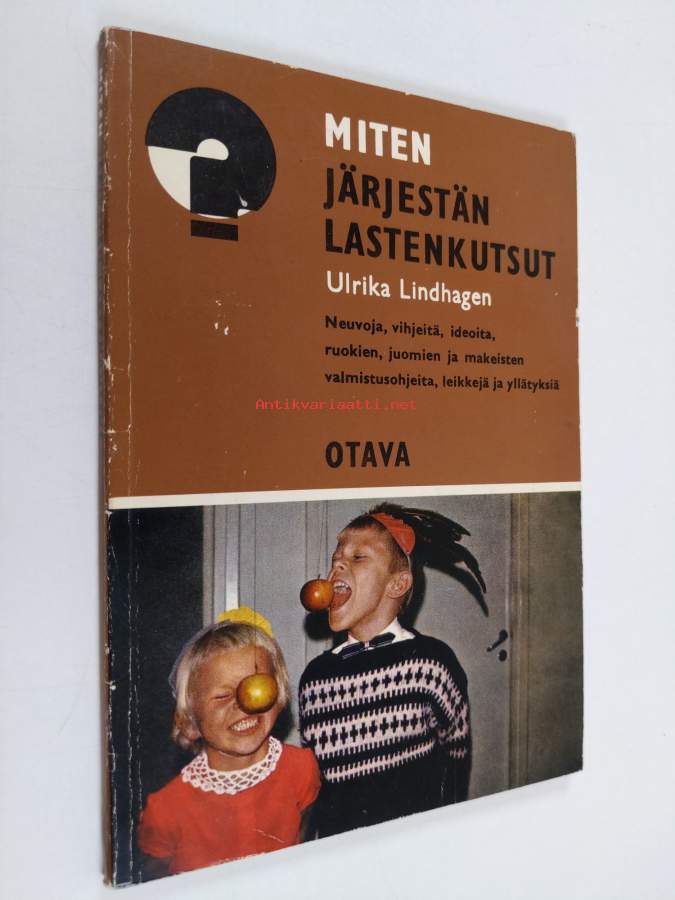 MITEN
JÄRJESTÄN
LASTENKUTSUT
Ulrika Lindhagen
Neuvoja, vihjeitä, ideoita,
ruokien, juomien ja makeisten
valmistusohjeita, leikkejä ja yllätyksiä
Antikvariaatti.net
OTAVA